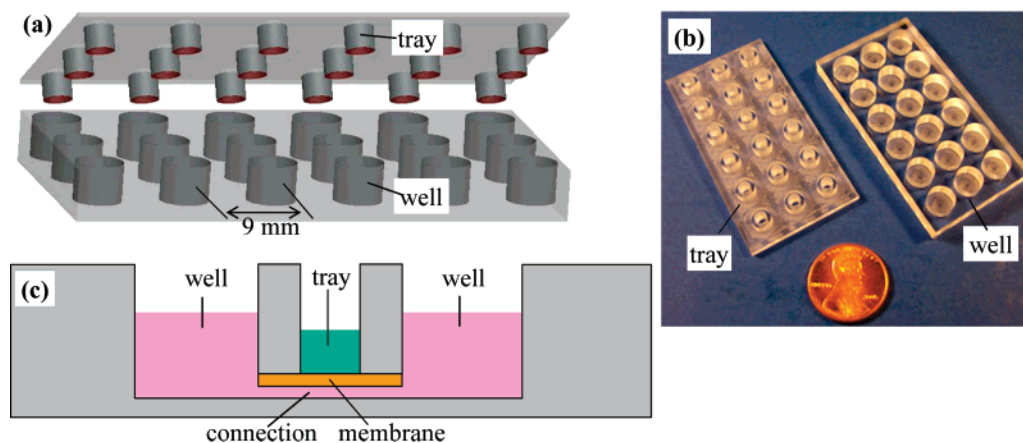 (a)
tray
well
9 mm
(b)
tray
well
(c)
well
tray
well
connection
membrane